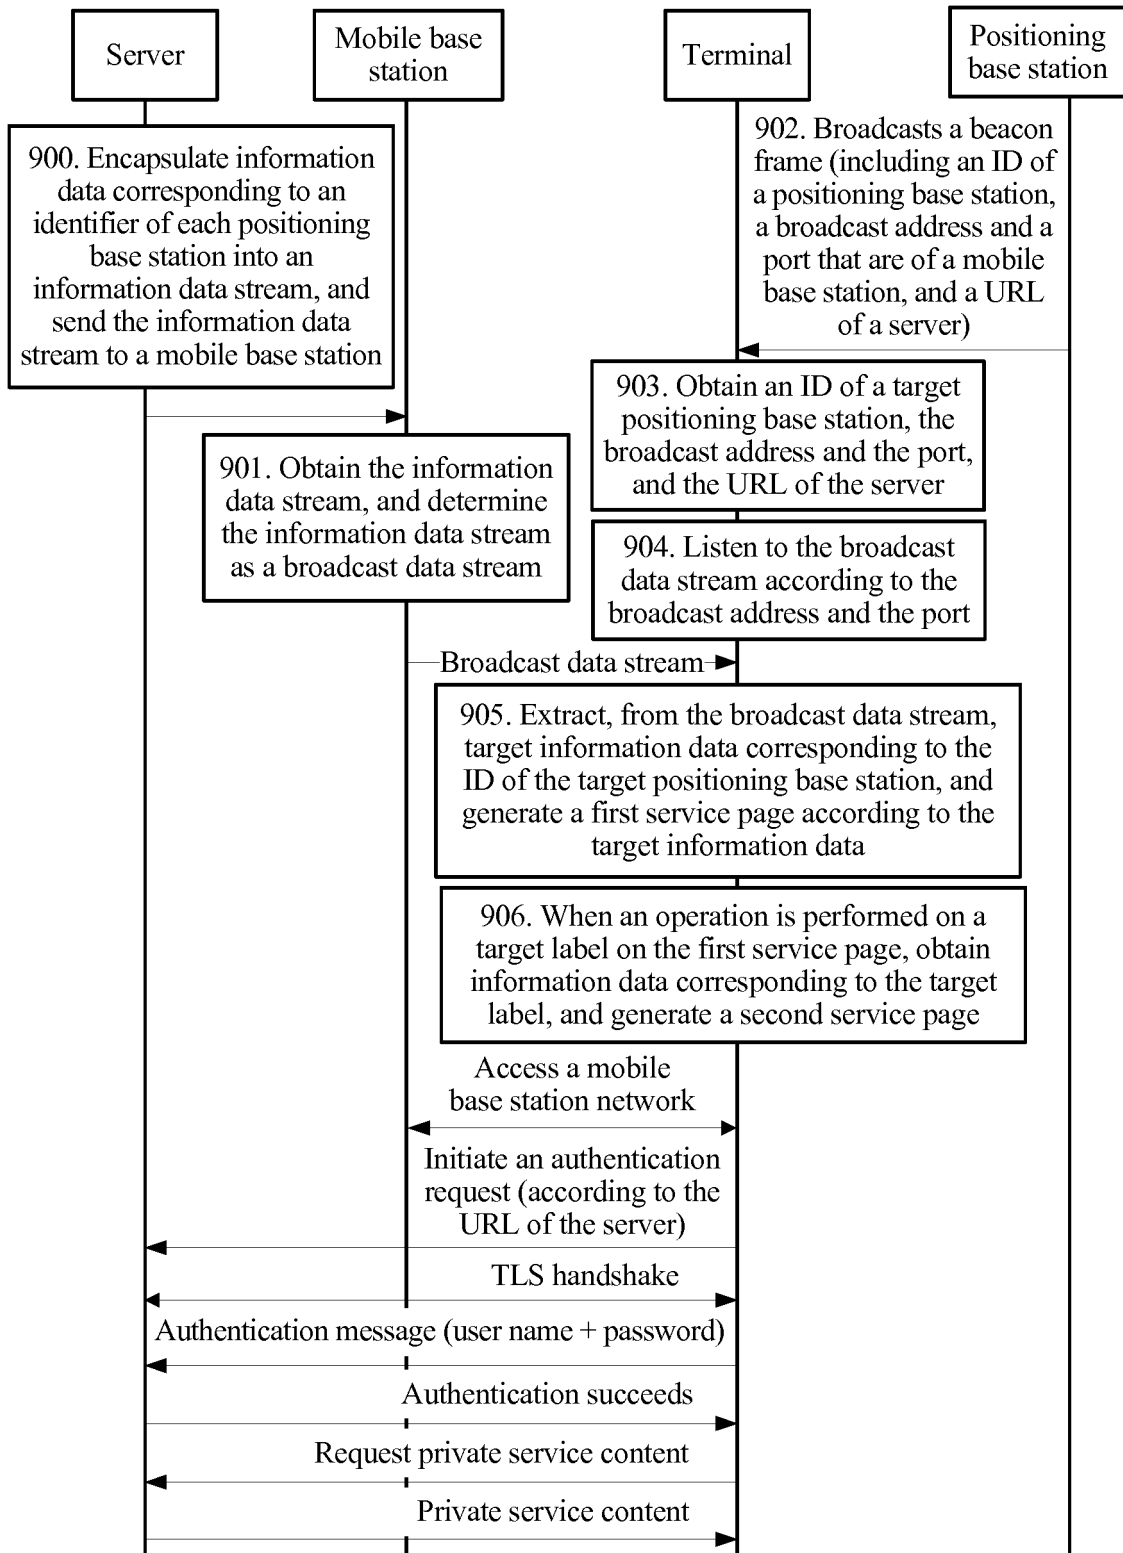 Server
Mobile base
station
Terminal
Positioning
base station
900. Encapsulate information
data corresponding to an
identifier of each positioning
base station into an
information data stream, and
send the information data
stream to a mobile base station
902. Broadcasts a beacon
frame (including an ID of
a positioning base station,
a broadcast address and a
port that are of a mobile
base station, and a URL
of a server)
903. Obtain an ID of a target
positioning base station, the
broadcast address and the port,
and the URL of the server
901. Obtain the information
data stream, and determine
the information data stream
as a broadcast data stream
904. Listen to the broadcast
data stream according to the
broadcast address and the port
Broadcast data stream
905. Extract, from the broadcast data stream,
target information data corresponding to the
ID of the target positioning base station, and
generate a first service page according to the
target information data
906. When an operation is performed on a
target label on the first service page, obtain
information data corresponding to the target
label, and generate a second service page
Access a mobile
base station network
Initiate an authentication
request (according to the
URL of the server)
TLS handshake
Authentication message (user name + password)
Authentication succeeds
Request private service content
Private service content